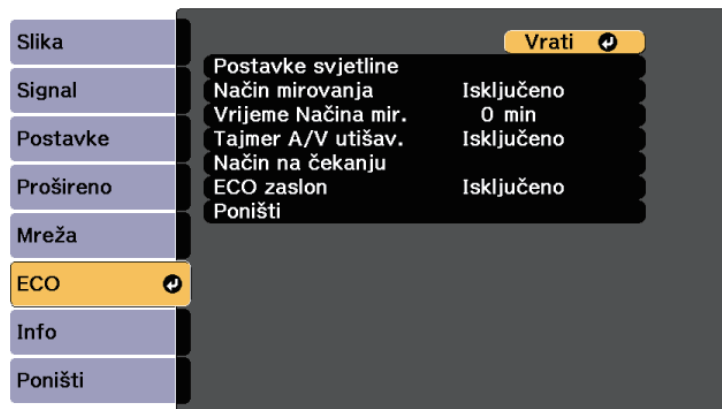 Slika
Signal
Postavke
Prošireno
Mreža
ECO
Info
Poništi
Vrati
Postavke svjetline
Način mirovanja Isključeno
Vrijeme Načina mir. 0 min
Tajmer A/V utišav. Isključeno
Način na čekanju
ECO zaslon Isključeno
Poništi